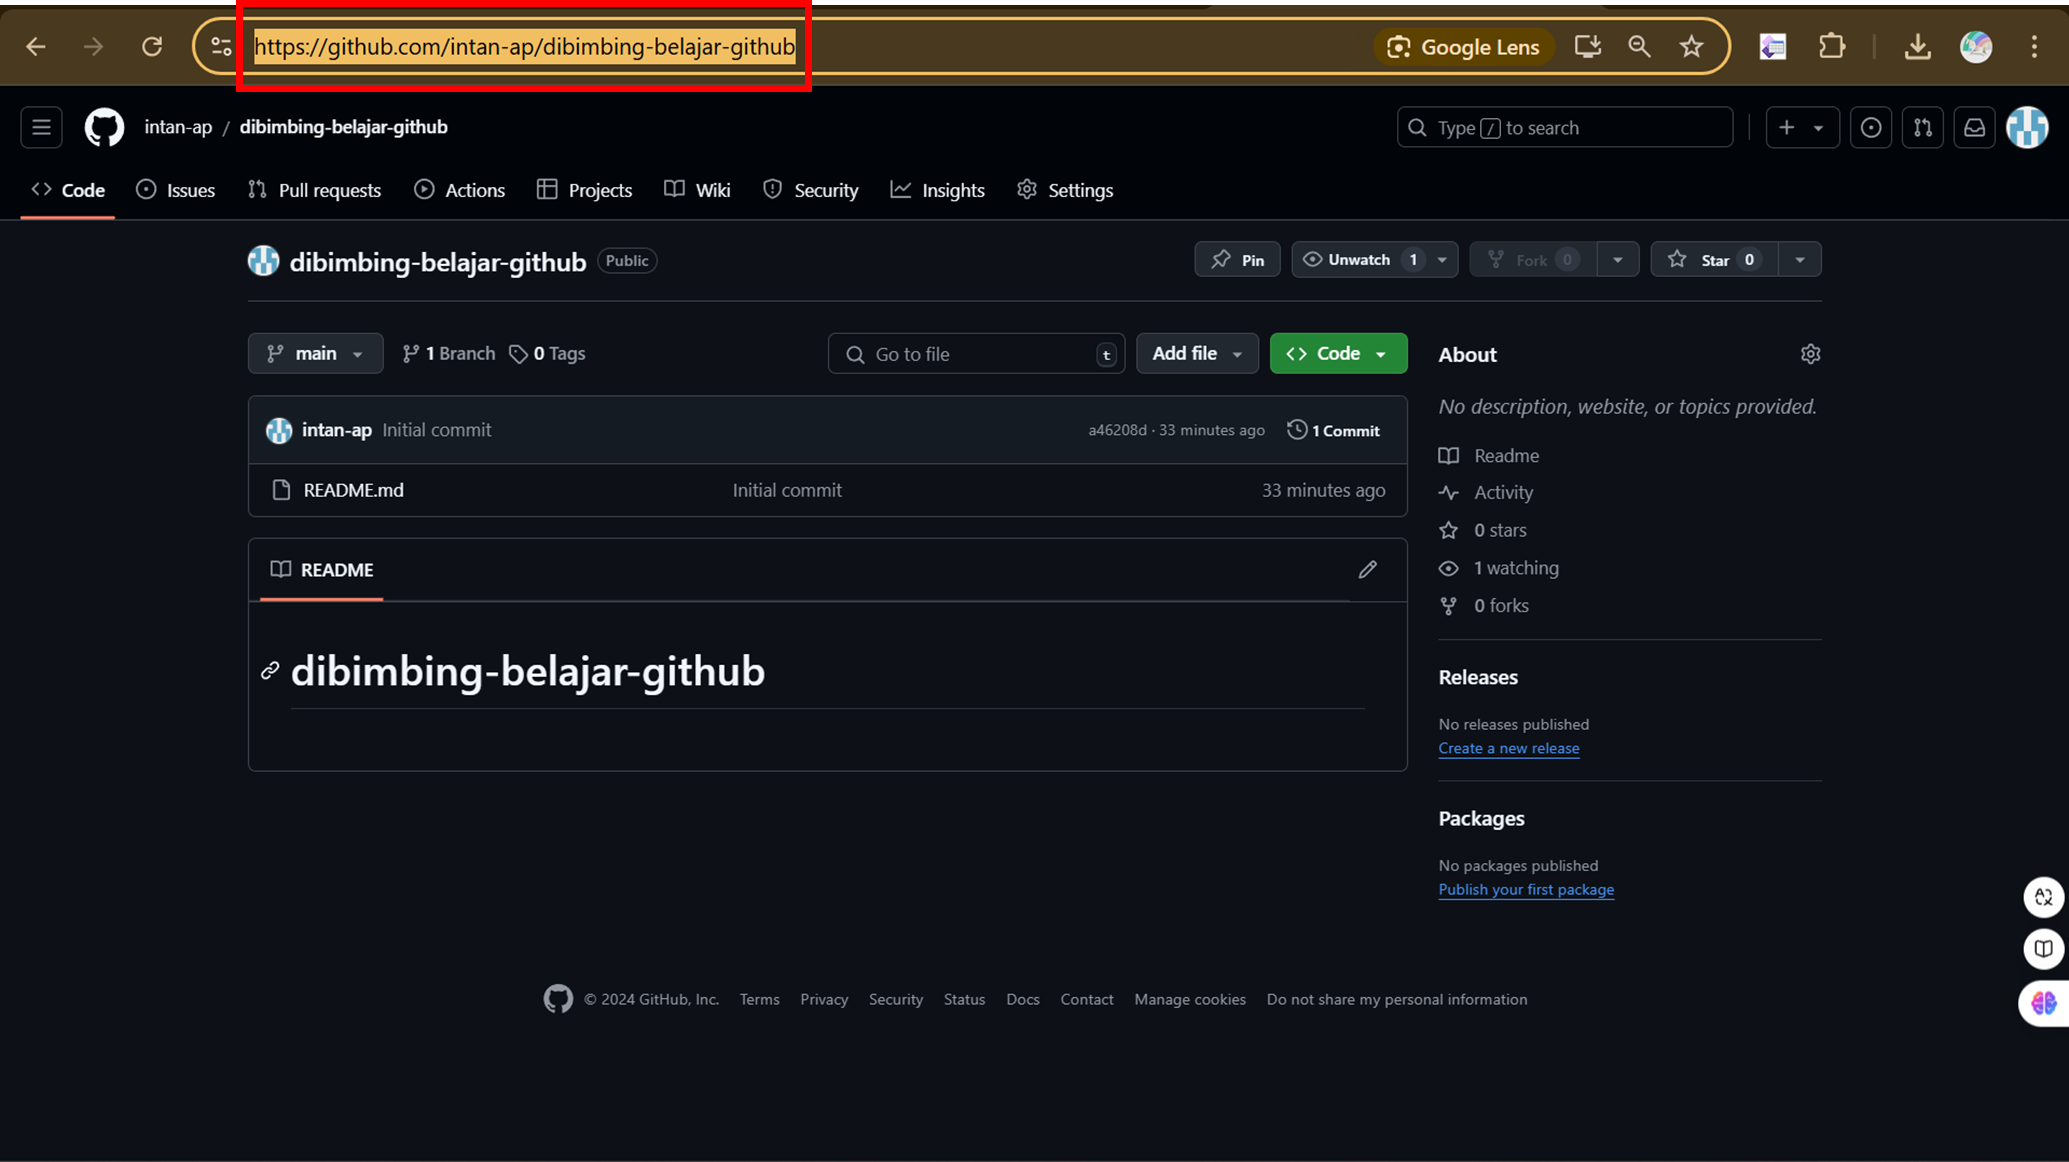 https://github.com/intan-ap/dibimbing-belajar-github
Google Lens
intan-ap / dibimbing-belajar-github
Type / to search
Code
Issues
Pull requests
Actions
Projects
Wiki
Security
Insights
Settings
dibimbing-belajar-github Public
Pin
Unwatch 1
Fork 0
Star 0
main
1 Branch
0 Tags
Go to file t
Add file
Code
intan-ap Initial commit
a46208d · 33 minutes ago
1 Commit
README.md Initial commit 33 minutes ago
README
dibimbing-belajar-github
About
No description, website, or topics provided.
Readme
Activity
0 stars
1 watching
0 forks
Releases
No releases published
Create a new release
Packages
No packages published
Publish your first package
© 2024 GitHub, Inc. Terms Privacy Security Status Docs Contact Manage cookies Do not share my personal information